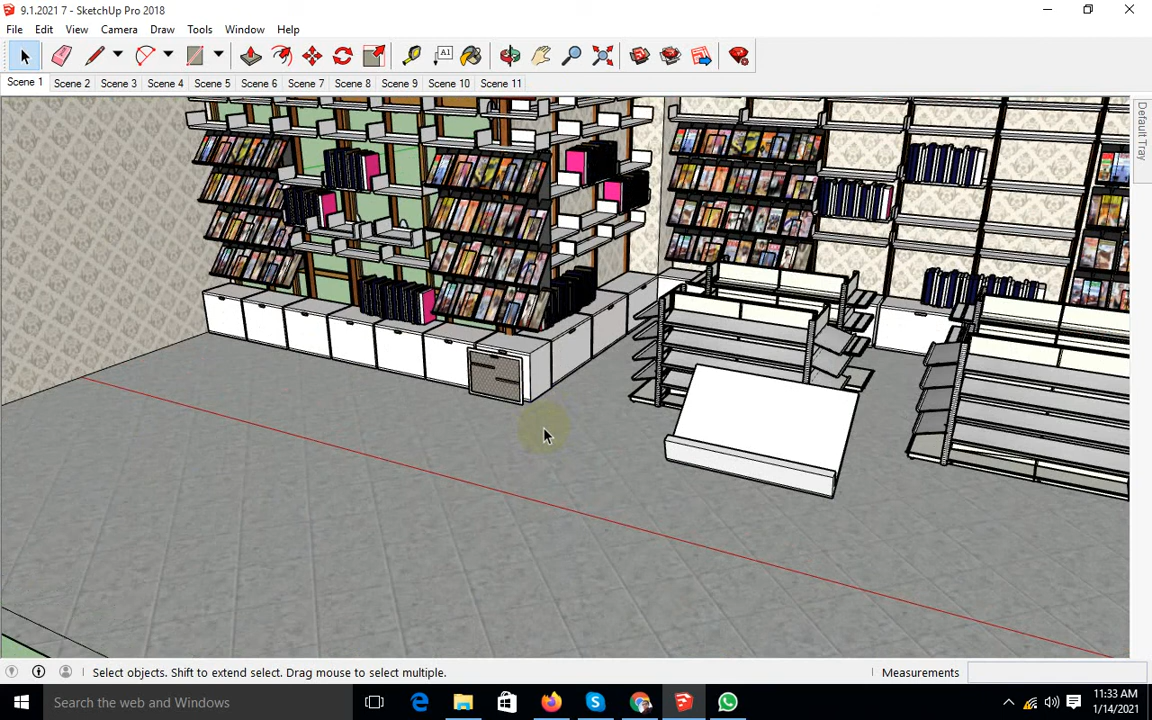 9.1.2021 7 - SketchUp Pro 2018
File Edit View Camera Draw Tools Window Help
A1
Scene 1 Scene 2 Scene 3 Scene 4 Scene 5 Scene 6 Scene 7 Scene 8 Scene 9 Scene 10 Scene 11
Default Tray
Select objects. Shift to extend select. Drag mouse to select multiple.
Measurements
Search the web and Windows
11:33 AM
1/14/2021